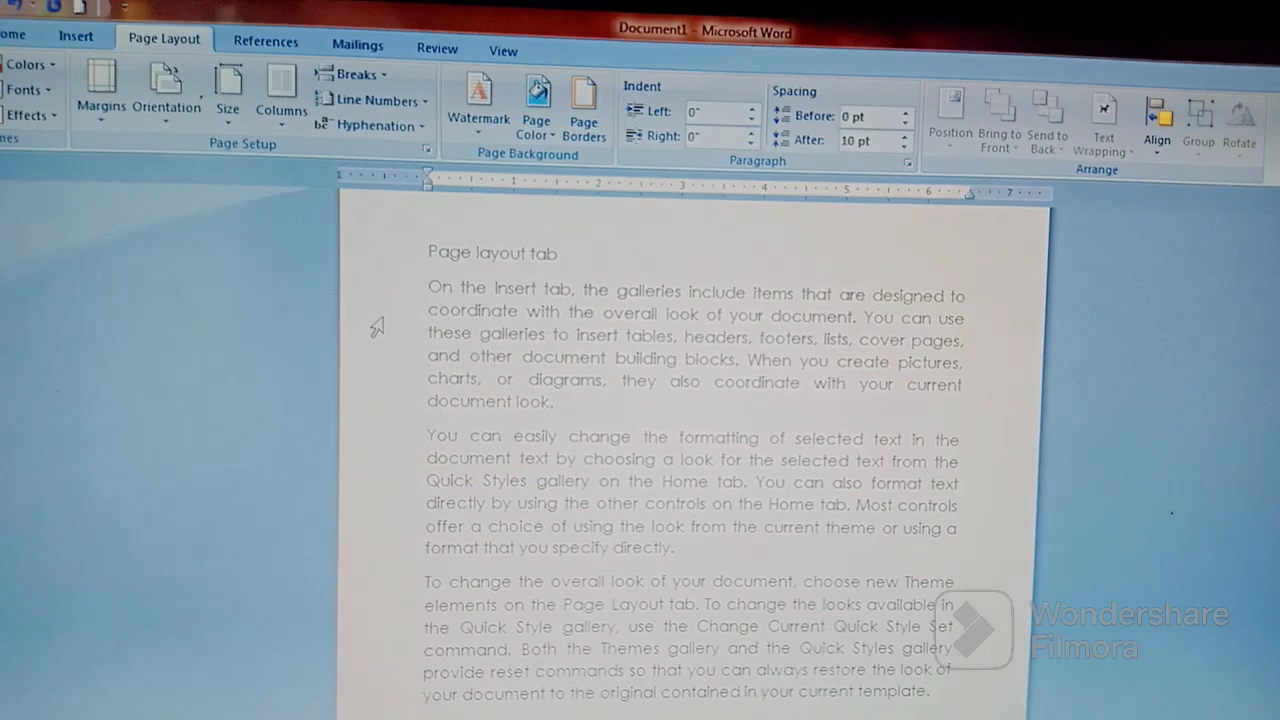 Document1 - Microsoft Word
ome Insert Page Layout References Mailings Review View
Colors
Fonts
Effects
nes
Margins Orientation Size Columns
Breaks
Line Numbers
Hyphenation
Page Setup
Watermark Page Color Page Borders
Page Background
Indent
Left: 0"
Right: 0"
Spacing
Before: 0 pt
After: 10 pt
Paragraph
Position Bring to Front Send to Back Text Wrapping Align Group Rotate
Arrange
1 1 2 3 4 5 6 7
Page layout tab
On the Insert tab, the galleries include items that are designed to
coordinate with the overall look of your document. You can use
these galleries to insert tables, headers, footers, lists, cover pages,
and other document building blocks. When you create pictures,
charts, or diagrams, they also coordinate with your current
document look.
You can easily change the formatting of selected text in the
document text by choosing a look for the selected text from the
Quick Styles gallery on the Home tab. You can also format text
directly by using the other controls on the Home tab. Most controls
offer a choice of using the look from the current theme or using a
format that you specify directly.
To change the overall look of your document, choose new Theme
elements on the Page Layout tab. To change the looks available in
the Quick Style gallery, use the Change Current Quick Style Set
command. Both the Themes gallery and the Quick Styles gallery
provide reset commands so that you can always restore the look of
your document to the original contained in your current template.
Wondershare
Filmora